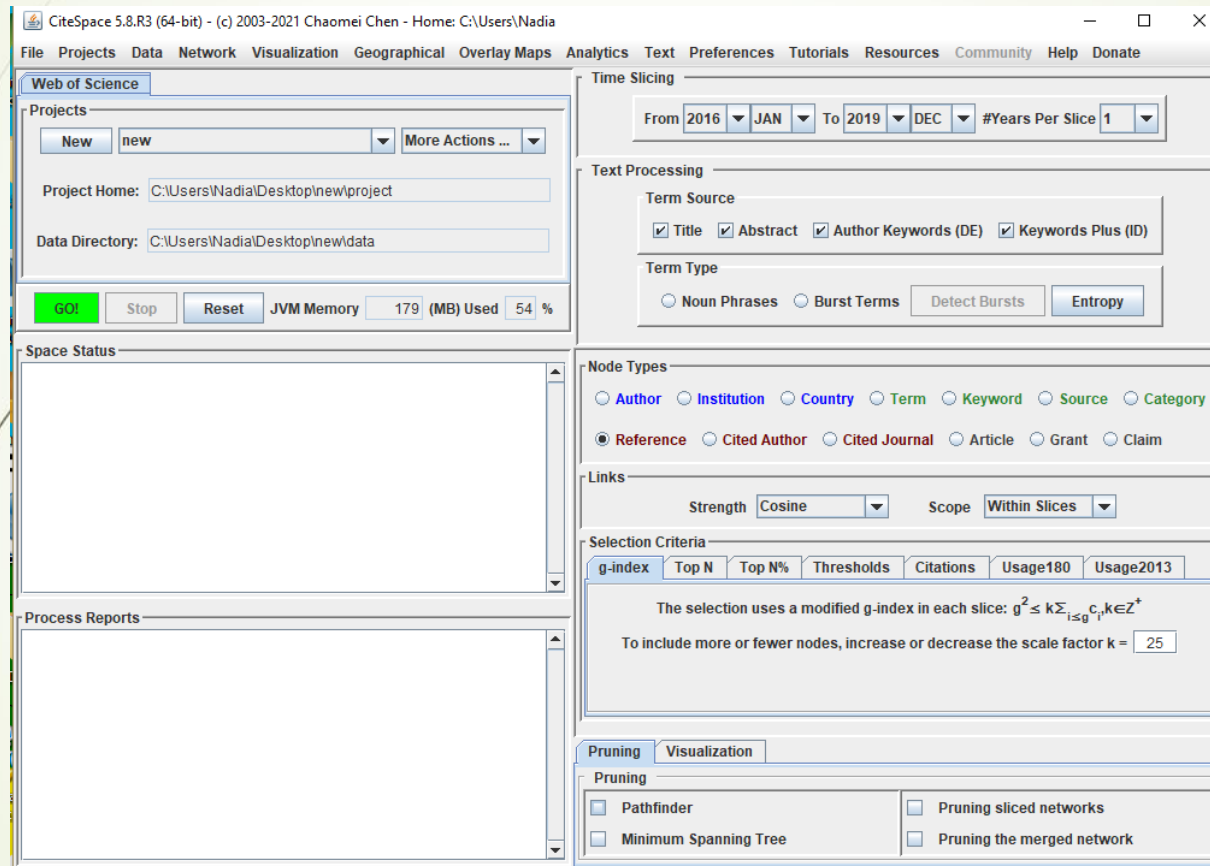 CiteSpace 5.8.R3 (64-bit) - (c) 2003-2021 Chaomei Chen - Home: C:\Users\Nadia
File Projects Data Network Visualization Geographical Overlay Maps Analytics Text Preferences Tutorials Resources Community Help Donate
Web of Science
Projects
New new More Actions ...
Project Home: C:\Users\Nadia\Desktop\new\project
Data Directory: C:\Users\Nadia\Desktop\new\data
GO! Stop Reset JVM Memory 179 (MB) Used 54 %
Space Status
Process Reports
Time Slicing
From 2016 JAN To 2019 DEC #Years Per Slice 1
Text Processing
Term Source
Title Abstract Author Keywords (DE) Keywords Plus (ID)
Term Type
Noun Phrases Burst Terms Detect Bursts Entropy
Node Types
Author Institution Country Term Keyword Source Category
Reference Cited Author Cited Journal Article Grant Claim
Links
Strength Cosine Scope Within Slices
Selection Criteria
g-index Top N Top N% Thresholds Citations Usage180 Usage2013
The selection uses a modified g-index in each slice: g² ≤ kΣ_{i≤g}c_i,k∈Z⁺
To include more or fewer nodes, increase or decrease the scale factor k = 25
Pruning Visualization
Pruning
Pathfinder Pruning sliced networks
Minimum Spanning Tree Pruning the merged network